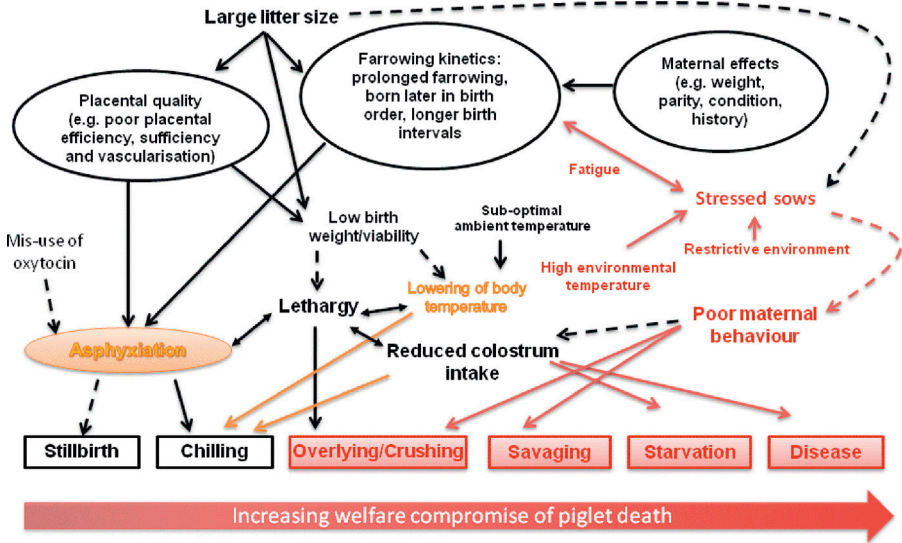 Large litter size
Farrowing kinetics:
prolonged farrowing,
born later in birth
order, longer birth
intervals
Maternal effects
(e.g. weight,
parity, condition,
history)
Placental quality
(e.g. poor placental
efficiency, sufficiency
and vascularisation)
Fatigue
Stressed sows
Low birth
weight/viability
Sub-optimal
ambient temperature
Mis-use of
oxytocin
High environmental
temperature
Restrictive environment
Lowering of body
temperature
Lethargy
Poor maternal
behaviour
Asphyxiation
Reduced colostrum
intake
Stillbirth
Chilling
Overlying/Crushing
Savaging
Starvation
Disease
Increasing welfare compromise of piglet death